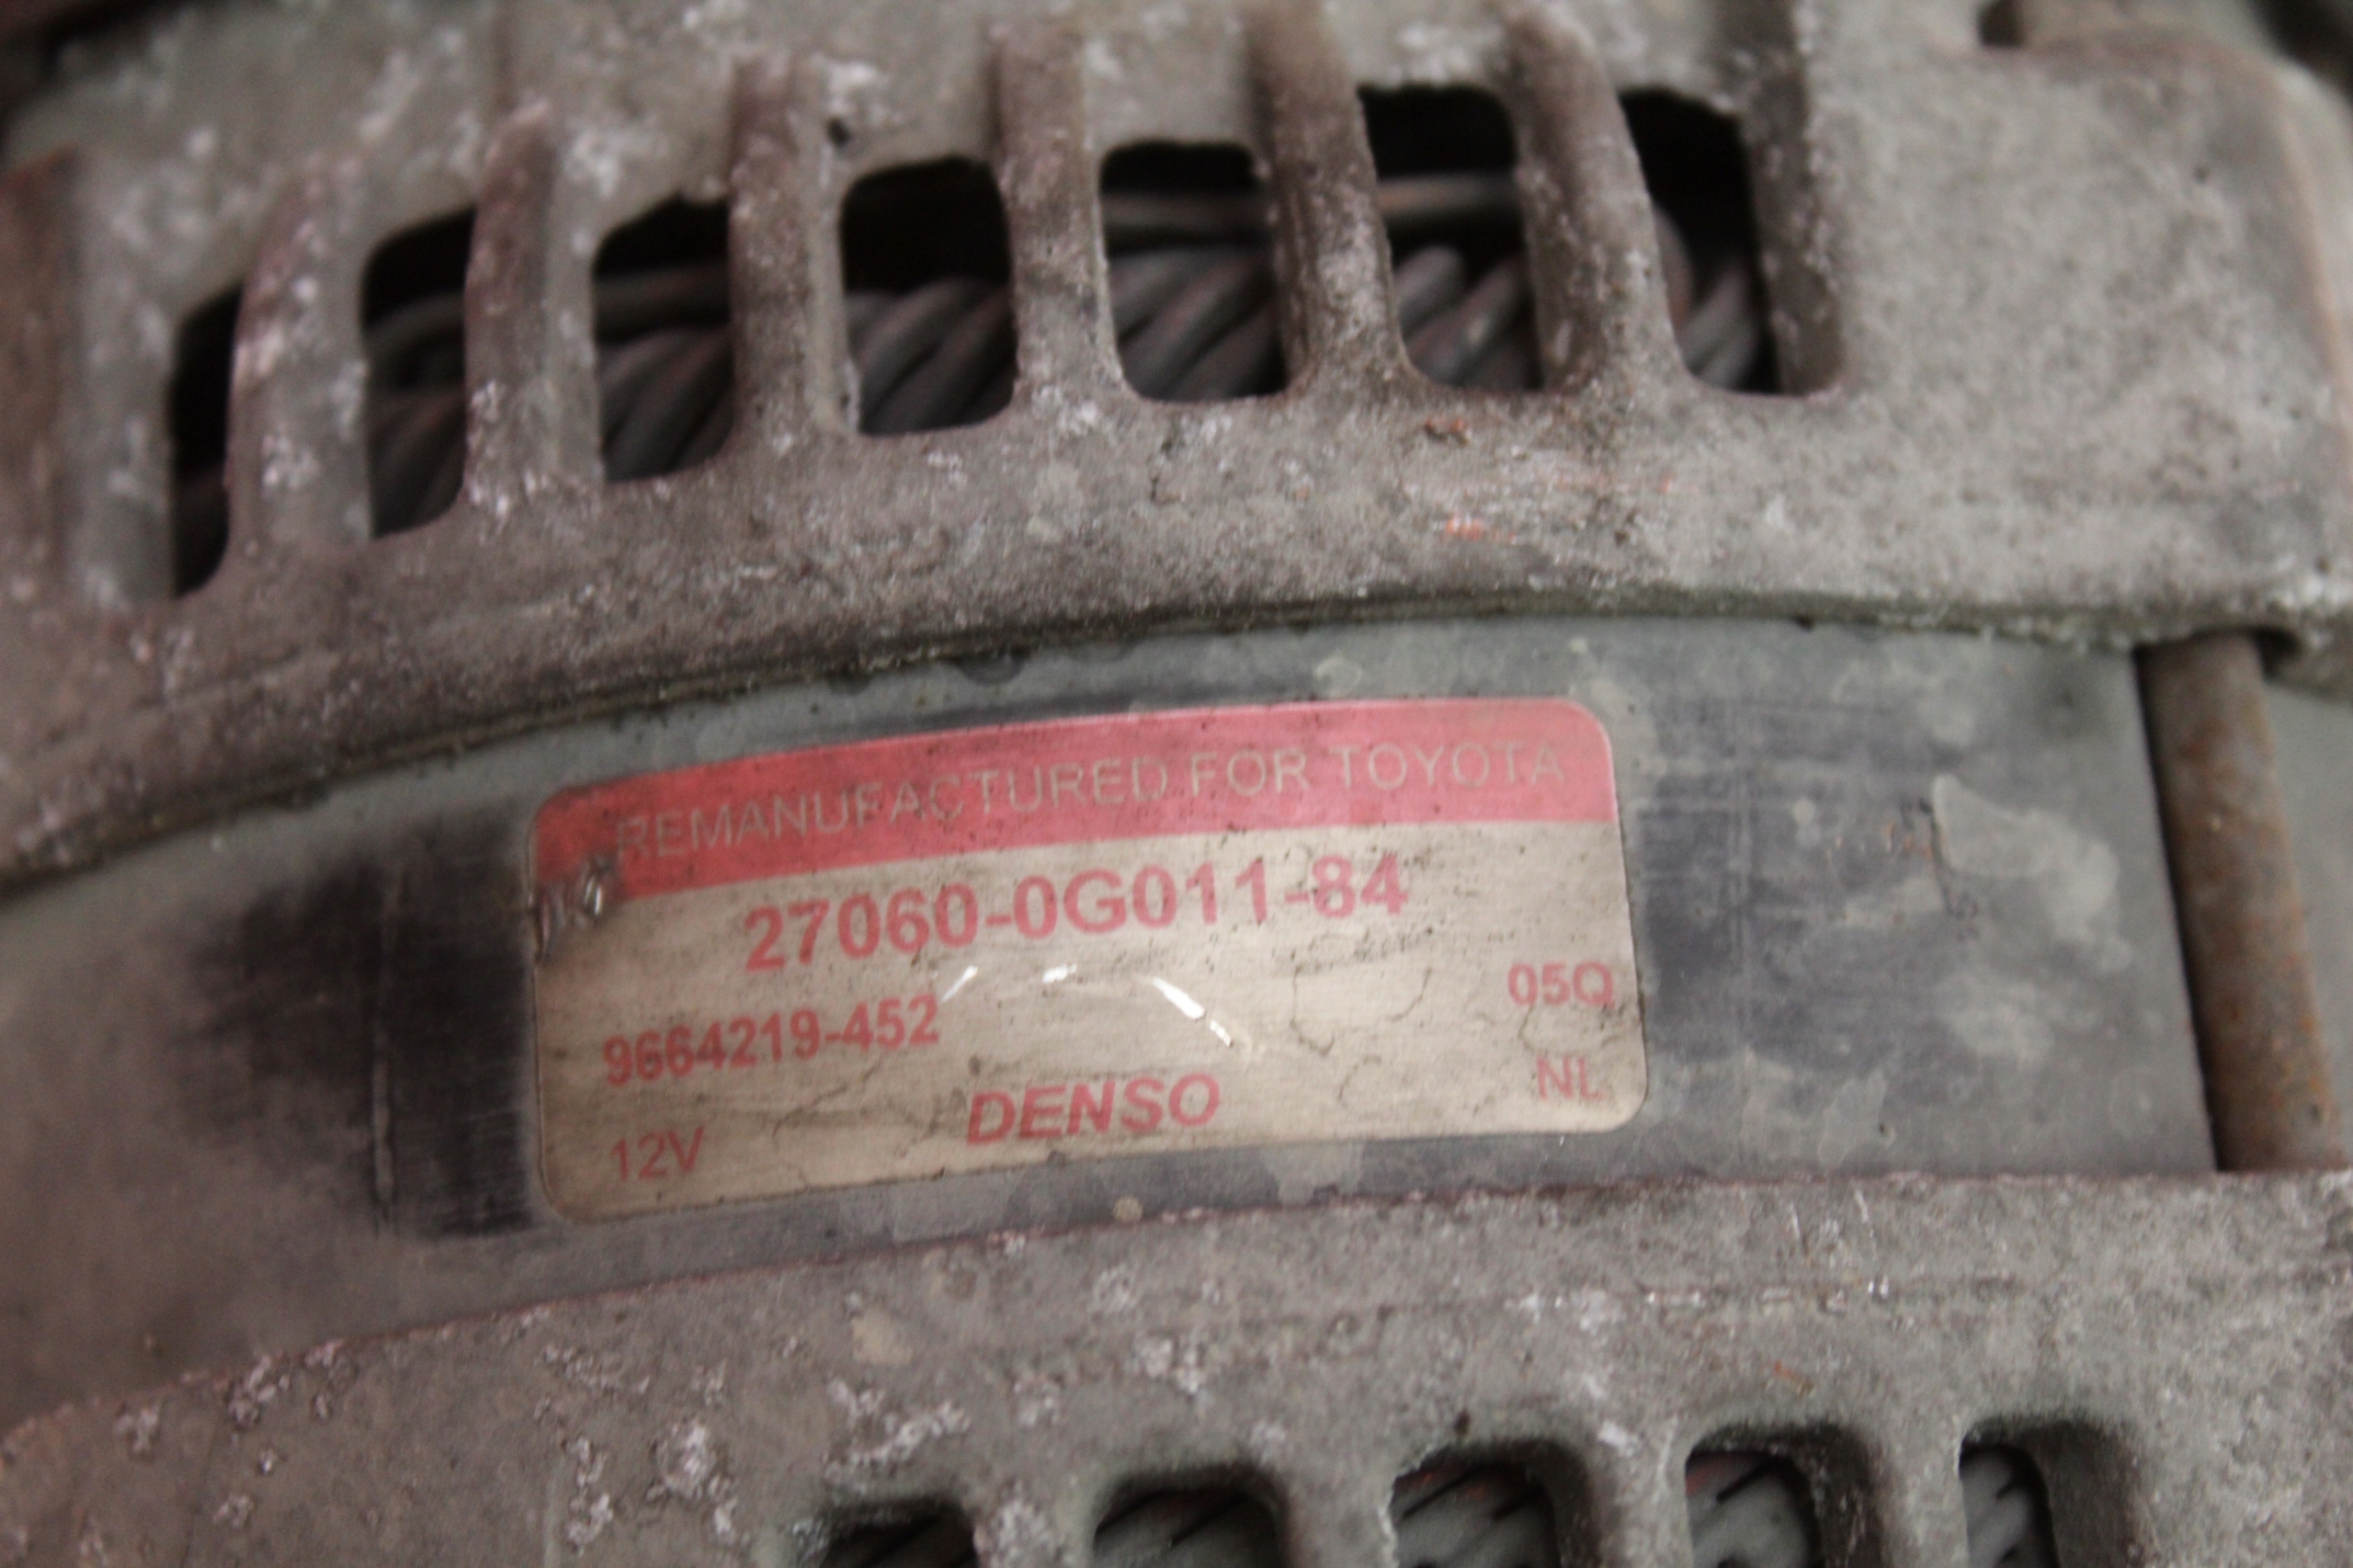 REMANUFACTURED FOR TOYOTA
27060-0G011-84
9664219-452 05Q
DENSO NL
12V